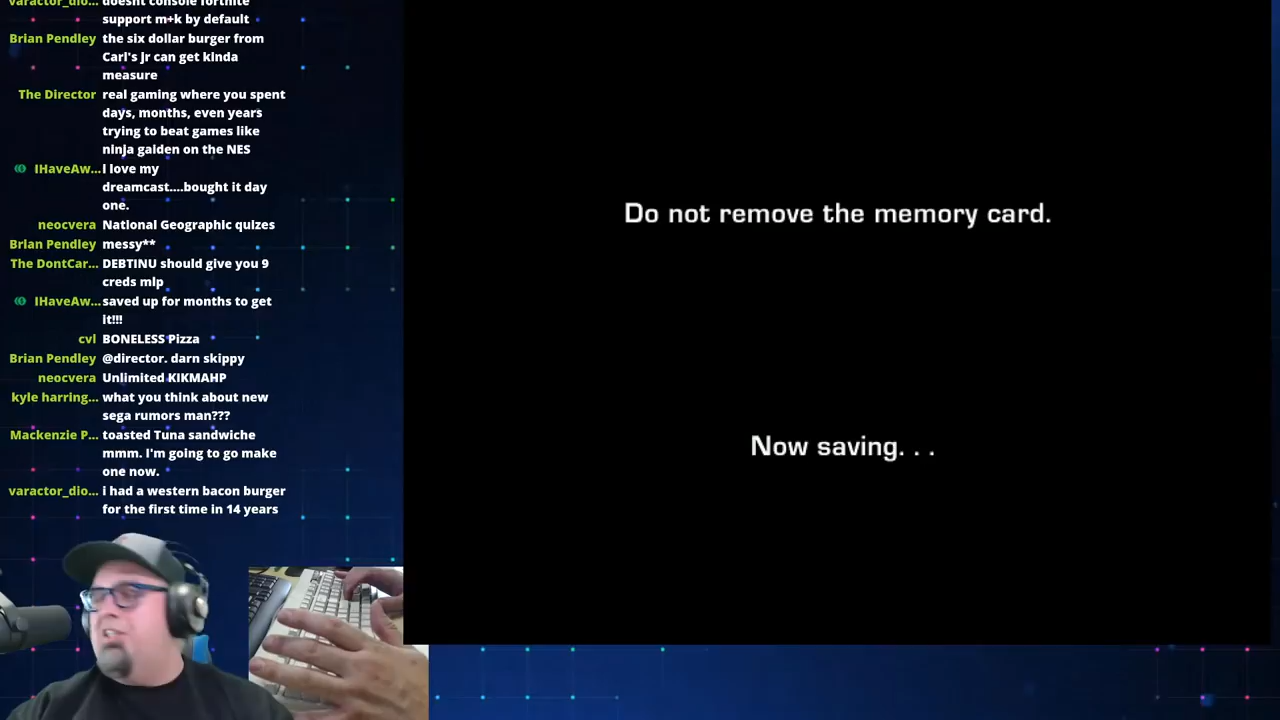 varactor_dio... doesnt console fortnite
support m+k by default
Brian Pendley the six dollar burger from
Carl's Jr can get kinda
measure
The Director real gaming where you spent
days, months, even years
trying to beat games like
ninja gaiden on the NES
IHaveAw... I love my
dreamcast....bought it day
one.
neocvera National Geographic quizes
Brian Pendley messy**
The DontCar... DEBTINU should give you 9
creds mlp
IHaveAw... saved up for months to get
it!!!
cvl BONELESS Pizza
Brian Pendley @director. darn skippy
neocvera Unlimited KIKMAHP
kyle harring... what you think about new
sega rumors man???
Mackenzie P... toasted Tuna sandwiche
mmm. I'm going to go make
one now.
varactor_dio... i had a western bacon burger
for the first time in 14 years
Do not remove the memory card.
Now saving. . .